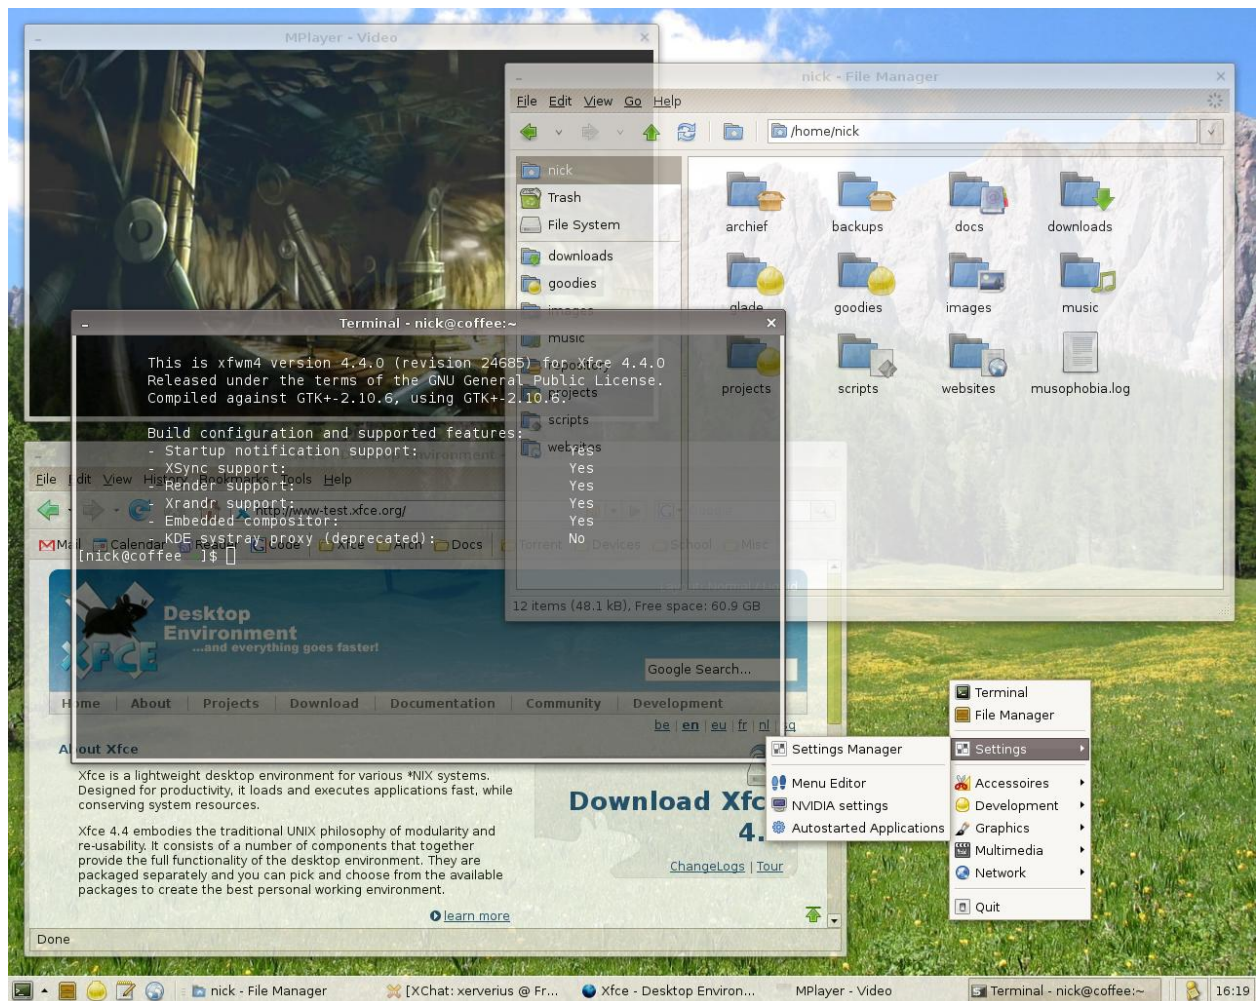 MPlayer - Video
nick - File Manager
File Edit View Go Help
/home/nick
nick
Trash
File System
downloads
goodies
images
music
repository
projects
scripts
websites
archief backups docs downloads
glade goodies images music
projects scripts websites musophobia.log
12 items (48.1 kB), Free space: 60.9 GB
Terminal - nick@coffee:~
This is xfwm4 version 4.4.0 (revision 24685) for Xfce 4.4.0
Released under the terms of the GNU General Public License.
Compiled against GTK+-2.10.6, using GTK+-2.10.6.
Build configuration and supported features:
- Startup notification support: Yes
- XSync support: Yes
- Render support: Yes
- Xrandr support: Yes
- Embedded compositor: Yes
- KDE systray proxy (deprecated): No
[nick@coffee ~]$
Desktop Environment
File Edit View History Bookmarks Tools Help
http://www-test.xfce.org/
Mail Calendar Reader Code Xfce Arch Docs Torrent Devices School Misc
XFCE
Desktop
Environment
...and everything goes faster!
Google Search...
Home About Projects Download Documentation Community Development
be | en | eu | fr | nl | sq
About Xfce
Xfce is a lightweight desktop environment for various *NIX systems.
Designed for productivity, it loads and executes applications fast, while
conserving system resources.
Xfce 4.4 embodies the traditional UNIX philosophy of modularity and
re-usability. It consists of a number of components that together
provide the full functionality of the desktop environment. They are
packaged separately and you can pick and choose from the available
packages to create the best personal working environment.
learn more
Download Xfce
4.
ChangeLogs | Tour
Done
Terminal
File Manager
Settings
Accessoires
Development
Graphics
Multimedia
Network
Quit
Settings Manager
Menu Editor
NVIDIA settings
Autostarted Applications
nick - File Manager
[XChat: xerverius @ Fr...
Xfce - Desktop Environ...
MPlayer - Video
Terminal - nick@coffee:~
16:19